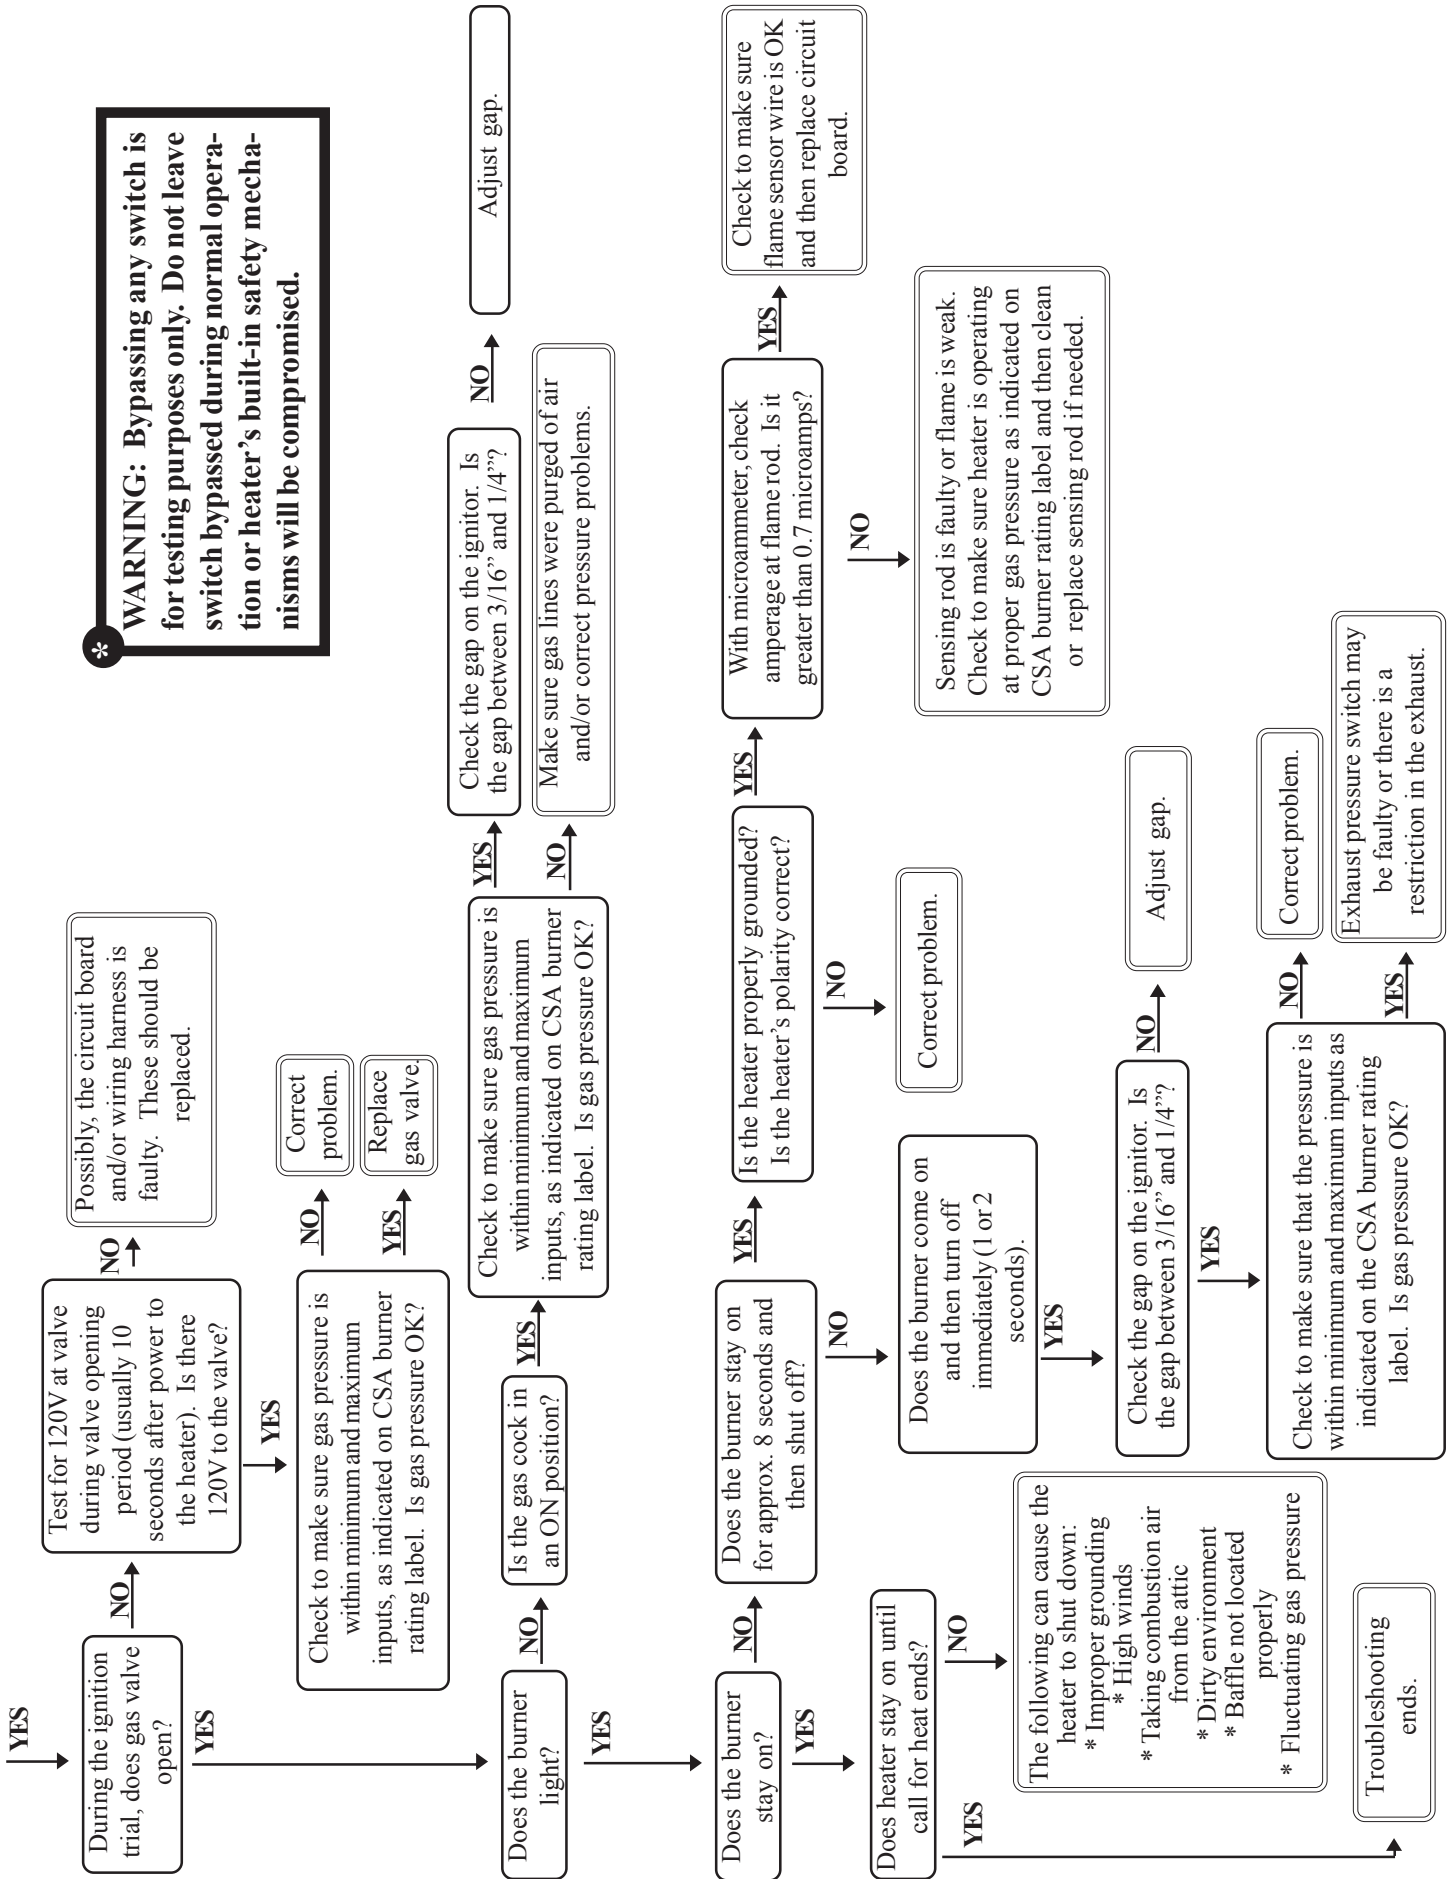 YES
During the ignition
trial, does gas valve
open?
NO
Test for 120V at valve
during valve opening
period (usually 10
seconds after power to
the heater). Is there
120V to the valve?
NO
Possibly, the circuit board
and/or wiring harness is
faulty. These should be
replaced.
*
WARNING: Bypassing any switch is
for testing purposes only. Do not leave
switch bypassed during normal opera-
tion or heater's built-in safety mecha-
nisms will be compromised.
YES
YES
Check to make sure gas pressure is
within minimum and maximum
inputs, as indicated on CSA burner
rating label. Is gas pressure OK?
NO
Correct
problem.
YES
Replace
gas valve.
Does the burner
light?
NO
Is the gas cock in
an ON position?
YES
Check to make sure gas pressure is
within minimum and maximum
inputs, as indicated on CSA burner
rating label. Is gas pressure OK?
YES
Check the gap on the ignitor. Is
the gap between 3/16” and 1/4”?
NO
Adjust gap.
NO
Make sure gas lines were purged of air
and/or correct pressure problems.
YES
Does the burner
stay on?
NO
Does the burner stay on
for approx. 8 seconds and
then shut off?
YES
Is the heater properly grounded?
Is the heater's polarity correct?
YES
With microammeter, check
amperage at flame rod. Is it
greater than 0.7 microamps?
YES
Check to make sure
flame sensor wire is OK
and then replace circuit
board.
NO
Sensing rod is faulty or flame is weak.
Check to make sure heater is operating
at proper gas pressure as indicated on
CSA burner rating label and then clean
or replace sensing rod if needed.
NO
Correct problem.
NO
Does the burner come on
and then turn off
immediately (1 or 2
seconds).
YES
Check the gap on the ignitor. Is
the gap between 3/16” and 1/4”?
NO
Adjust gap.
YES
Check to make sure that the pressure is
within minimum and maximum inputs as
indicated on the CSA burner rating
label. Is gas pressure OK?
NO
Correct problem.
YES
Exhaust pressure switch may
be faulty or there is a
restriction in the exhaust.
YES
Does heater stay on until
call for heat ends?
NO
The following can cause the
heater to shut down:
* Improper grounding
* High winds
* Taking combustion air
from the attic
* Dirty environment
* Baffle not located
properly
* Fluctuating gas pressure
YES
Troubleshooting
ends.